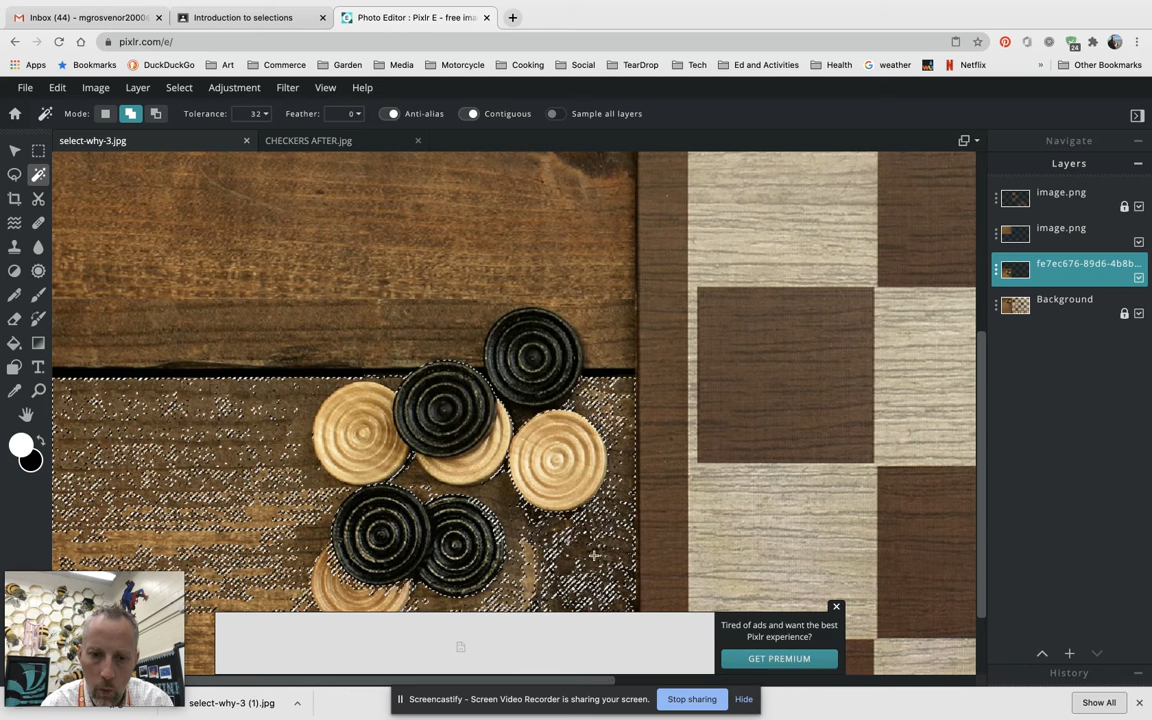 Inbox (44) – mgrosvenor2000
Introduction to selections
Photo Editor : Pixlr E - free ima
pixlr.com/e/
24
Apps
Bookmarks
DuckDuckGo
Art
Commerce
Garden
Media
Motorcycle
Cooking
Social
TearDrop
Tech
Ed and Activities
Health
weather
Netflix
»
Other Bookmarks
File Edit Image Layer Select Adjustment Filter View Help
Mode: Tolerance: 32 Feather: 0 Anti-alias Contiguous Sample all layers
select-why-3.jpg
CHECKERS AFTER.jpg
Navigate
Layers
image.png
image.png
fe7ec676-89d6-4b8b...
Background
History
Tired of ads and want the best
Pixlr experience?
GET PREMIUM
select-why-3 (1).jpg
Screencastify - Screen Video Recorder is sharing your screen.
Stop sharing
Hide
Show All